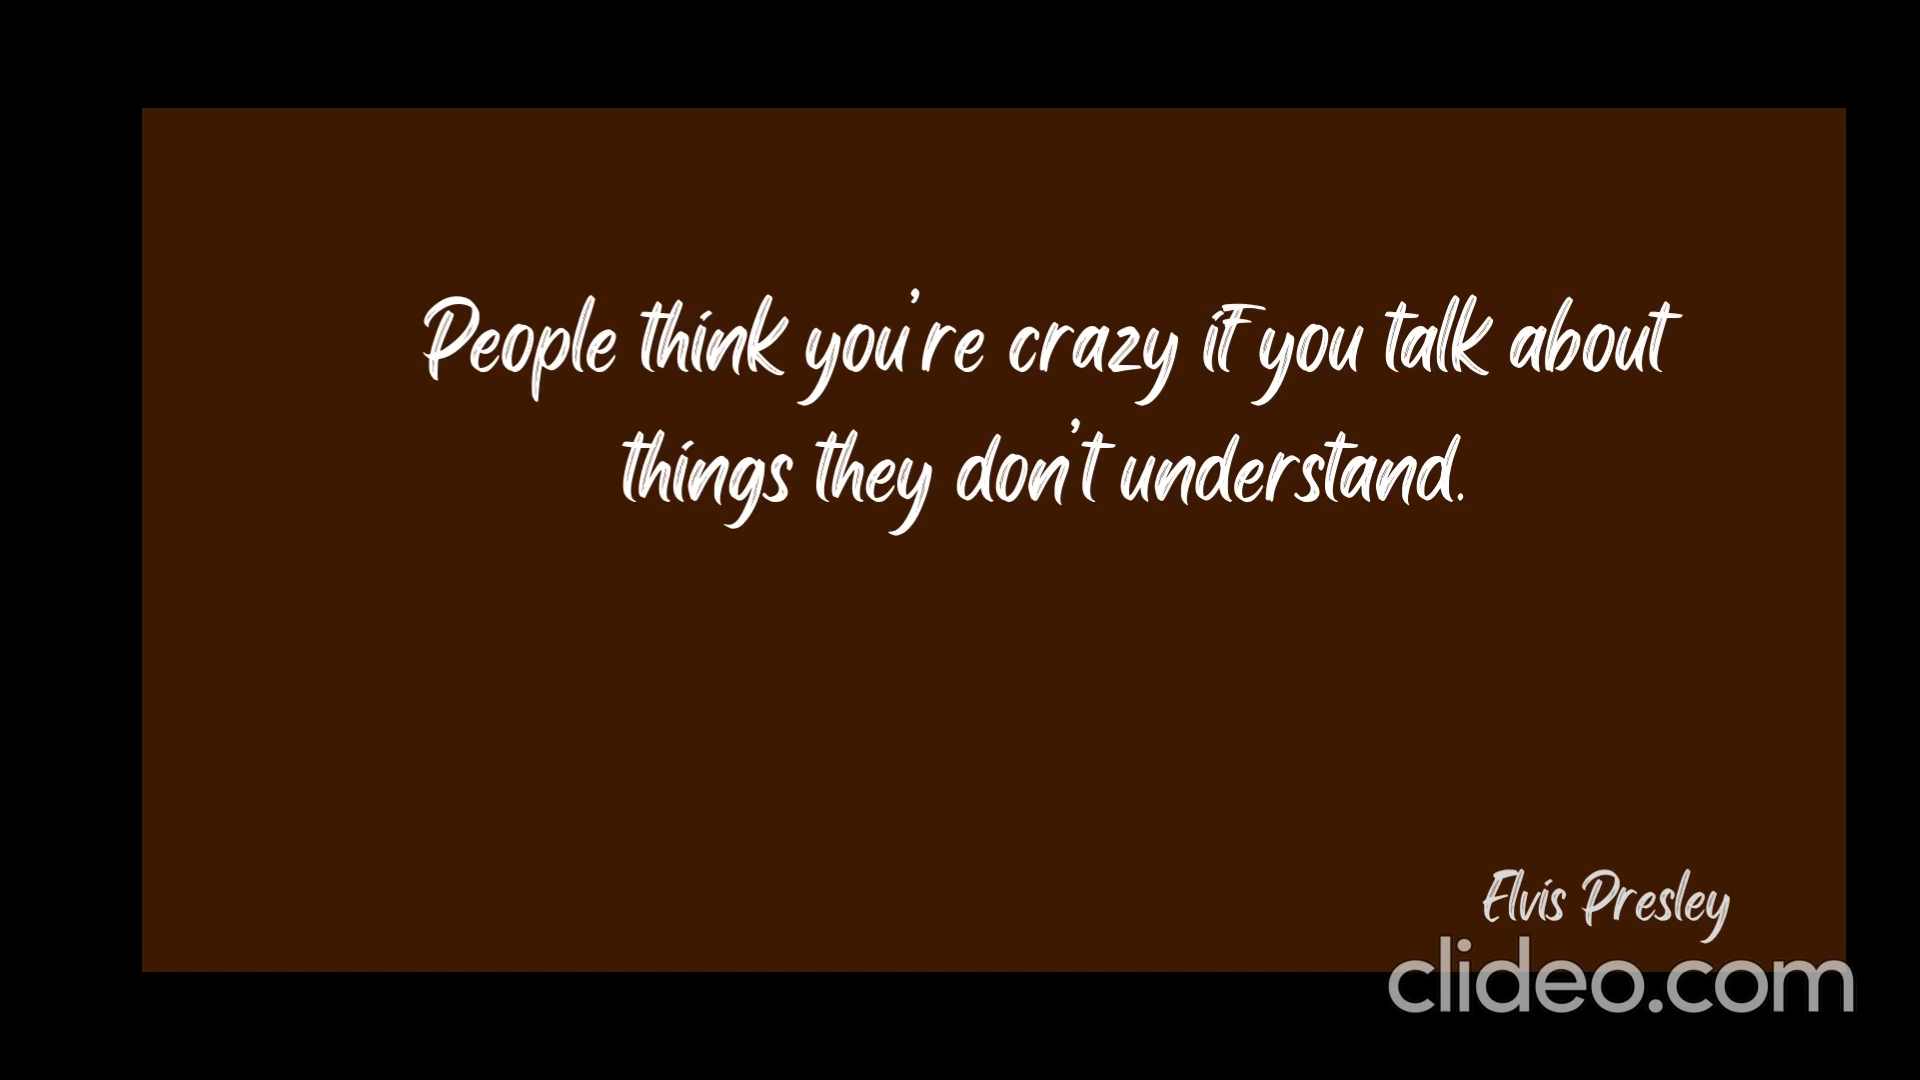 People think you're crazy if you talk about
things they don't understand.
Elvis Presley
clideo.com